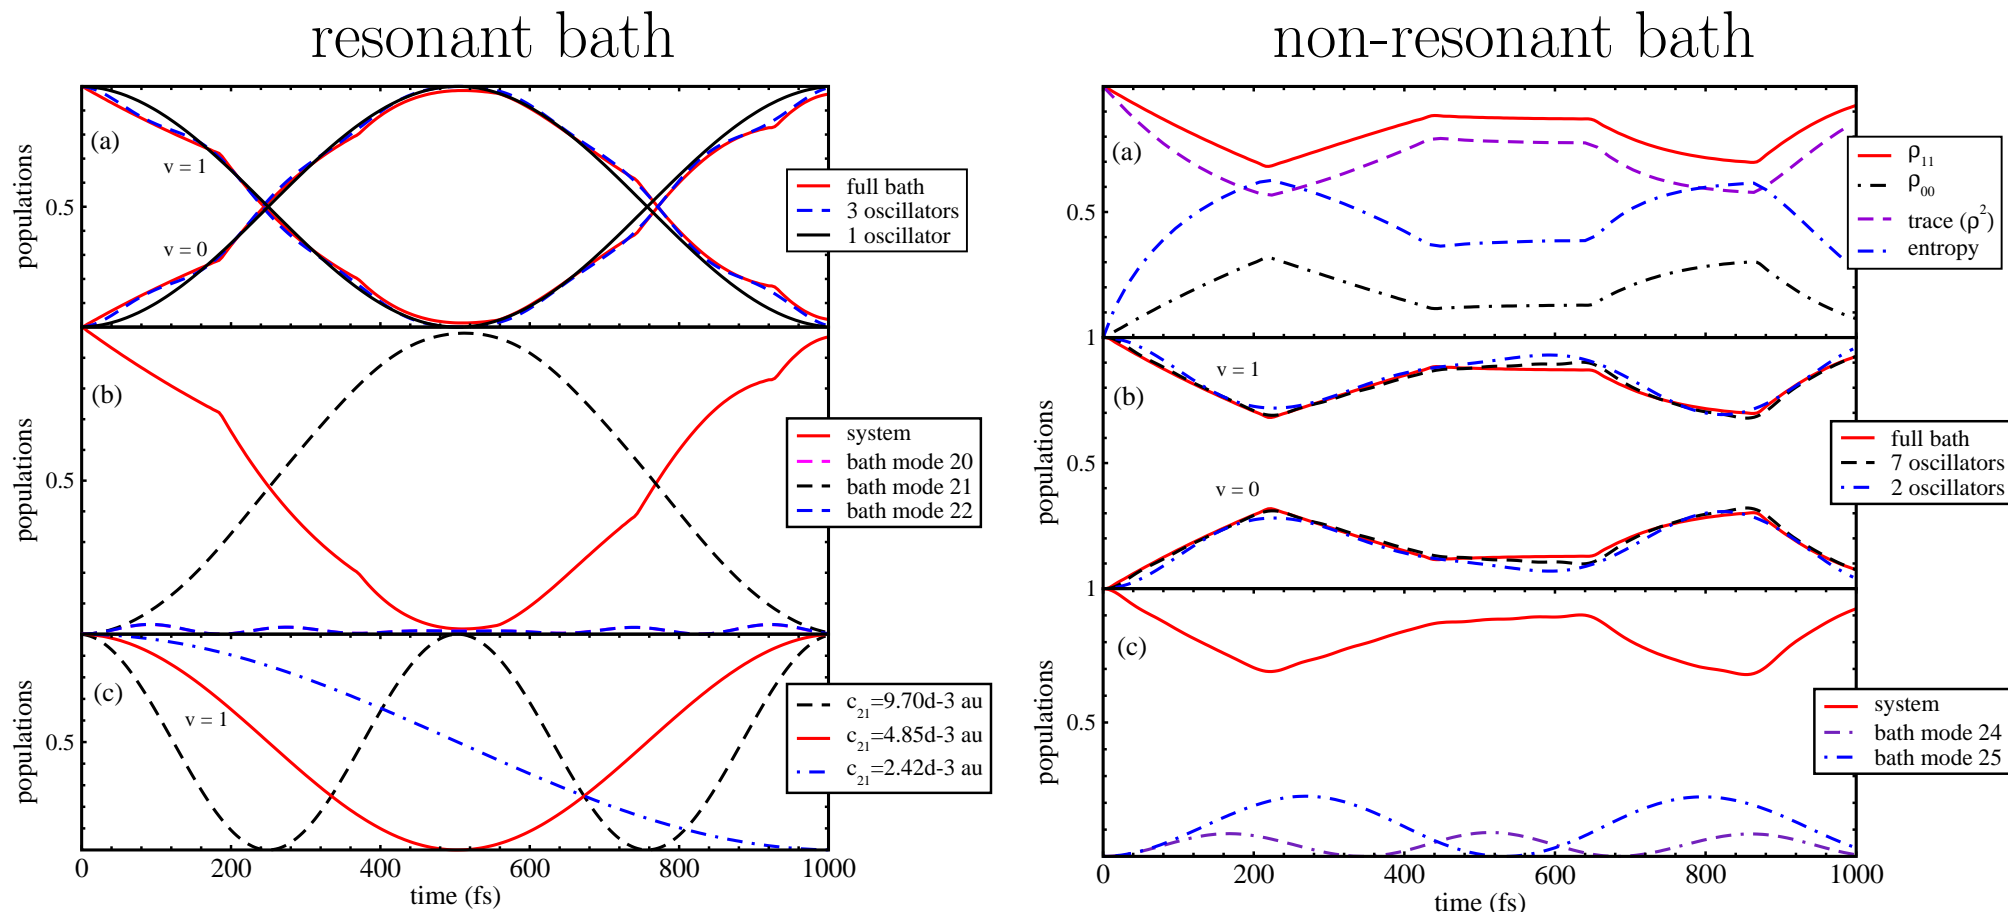 resonant bath
(a)
v = 1
v = 0
0.5
populations
full bath
3 oscillators
1 oscillator
(b)
0.5
populations
system
bath mode 20
bath mode 21
bath mode 22
(c)
v = 1
0.5
populations
c21=9.70d-3 au
c21=4.85d-3 au
c21=2.42d-3 au
0 200 400 600 800 1000
time (fs)
non-resonant bath
(a)
0.5
ρ11
ρ00
trace (ρ2)
entropy
1
(b)
v = 1
v = 0
0.5
populations
full bath
7 oscillators
2 oscillators
1
(c)
0.5
populations
system
bath mode 24
bath mode 25
0 200 400 600 800 1000
time (fs)